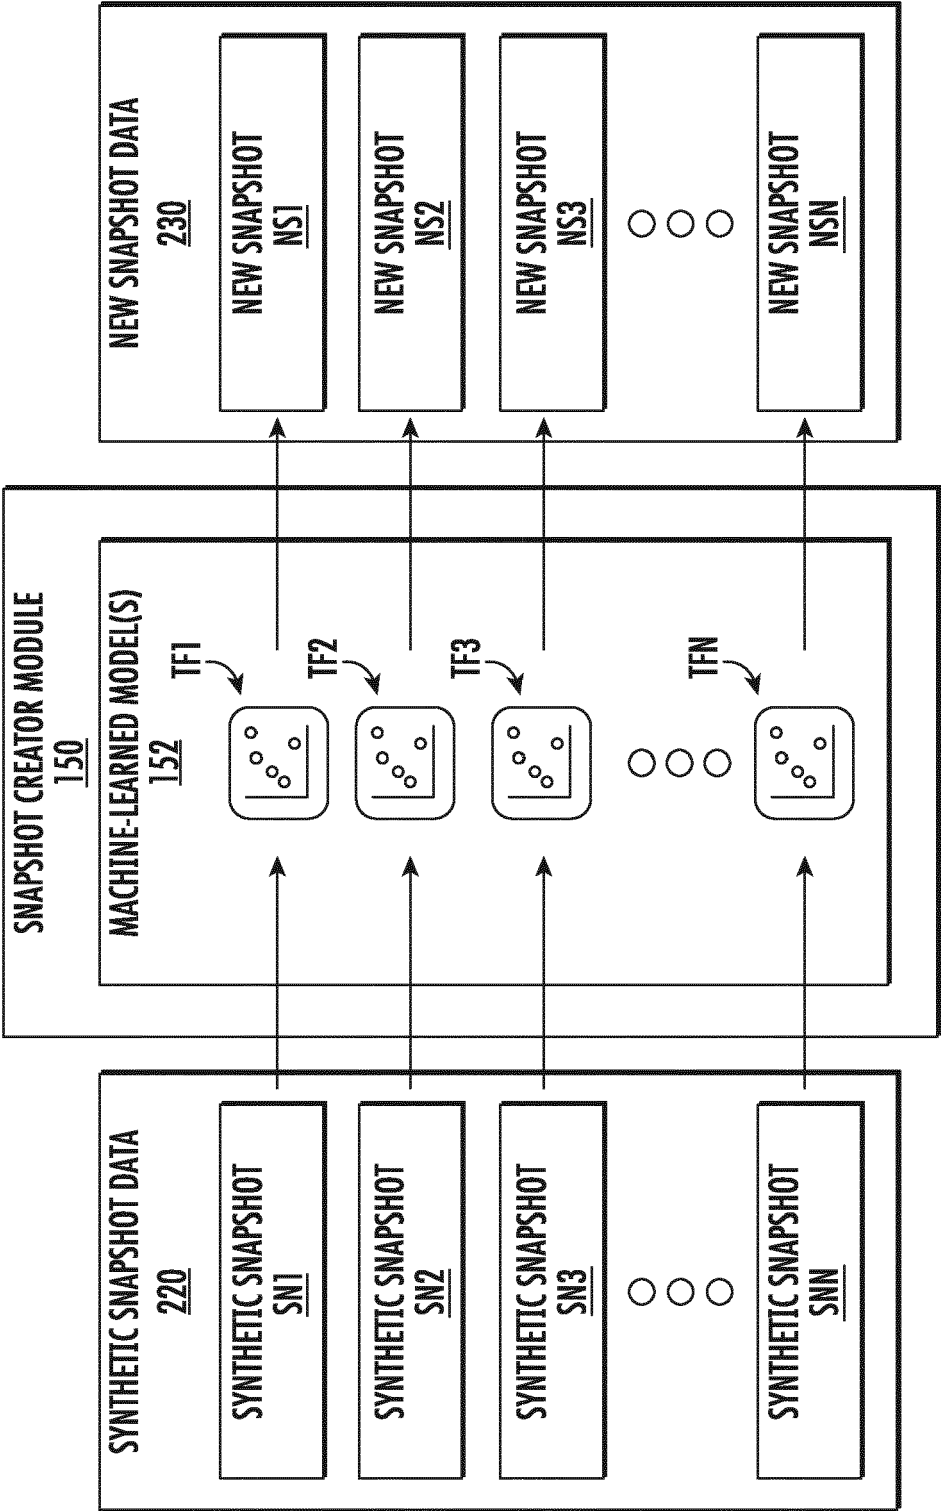 SYNTHETIC SNAPSHOT DATA
220
SYNTHETIC SNAPSHOT
SN1
SYNTHETIC SNAPSHOT
SN2
SYNTHETIC SNAPSHOT
SN3
SYNTHETIC SNAPSHOT
SNN
SNAPSHOT CREATOR MODULE
150
MACHINE-LEARNED MODEL(S)
152
TF1
TF2
TF3
TFN
NEW SNAPSHOT DATA
230
NEW SNAPSHOT
NS1
NEW SNAPSHOT
NS2
NEW SNAPSHOT
NS3
NEW SNAPSHOT
NSN